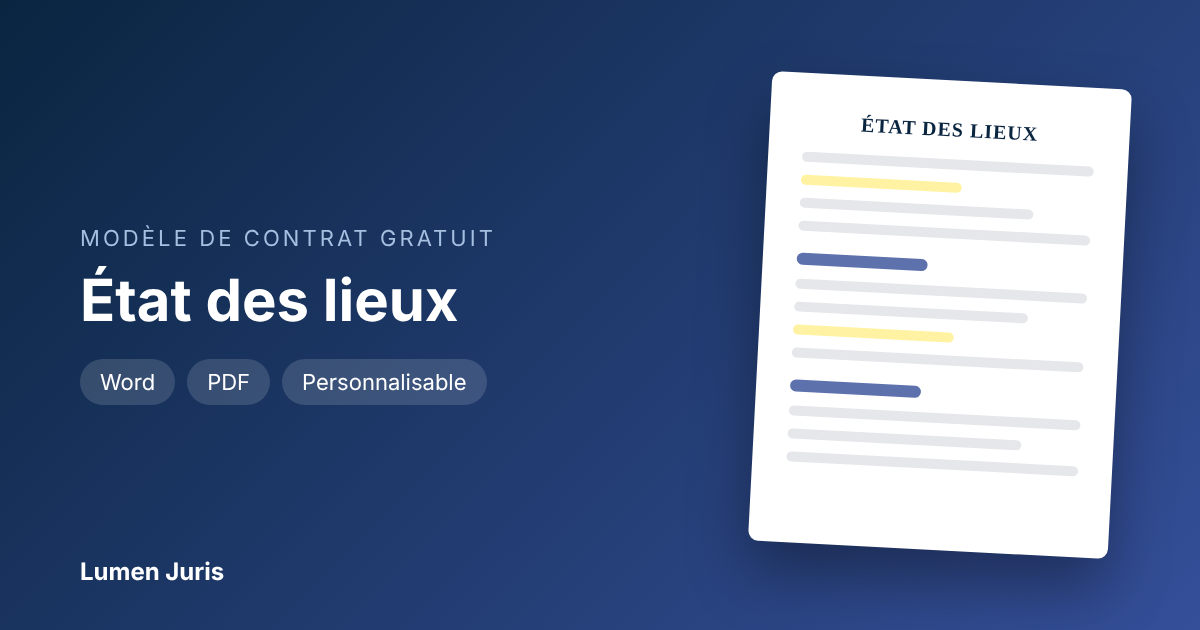 MODÈLE DE CONTRAT GRATUIT
État des lieux
Word PDF Personnalisable
Lumen Juris
ÉTAT DES LIEUX